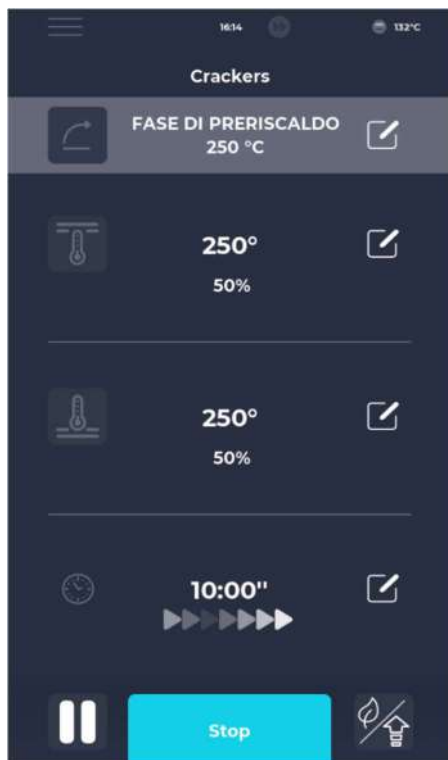 16:14
132°C
Crackers
FASE DI PRERISCALDO
250 °C
250°
50%
250°
50%
10:00''
Stop